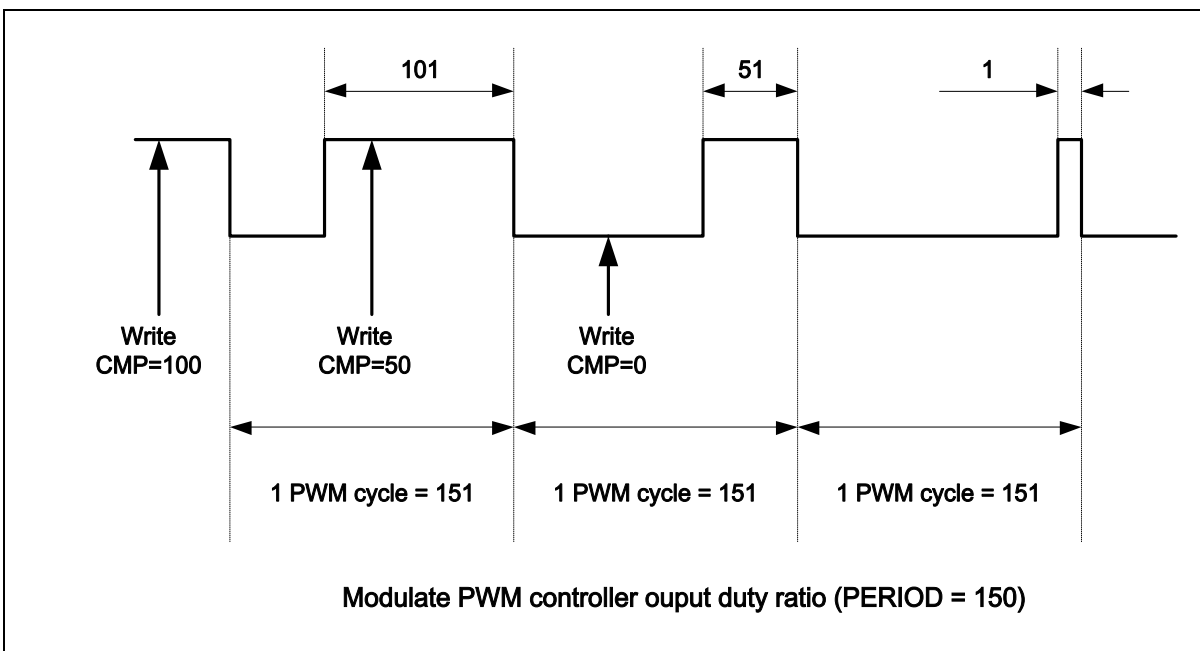 101
51
1
Write
CMP=100
Write
CMP=50
Write
CMP=0
1 PWM cycle = 151
1 PWM cycle = 151
1 PWM cycle = 151
Modulate PWM controller ouput duty ratio (PERIOD = 150)